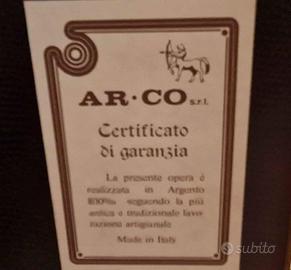 AR·CO s.r.l.
Certificato
di garanzia
La presente opera è
realizzata in Argento
800‰ seguendo la più
antica e tradizionale lavo
razione artigianale
Made in Italy
subito